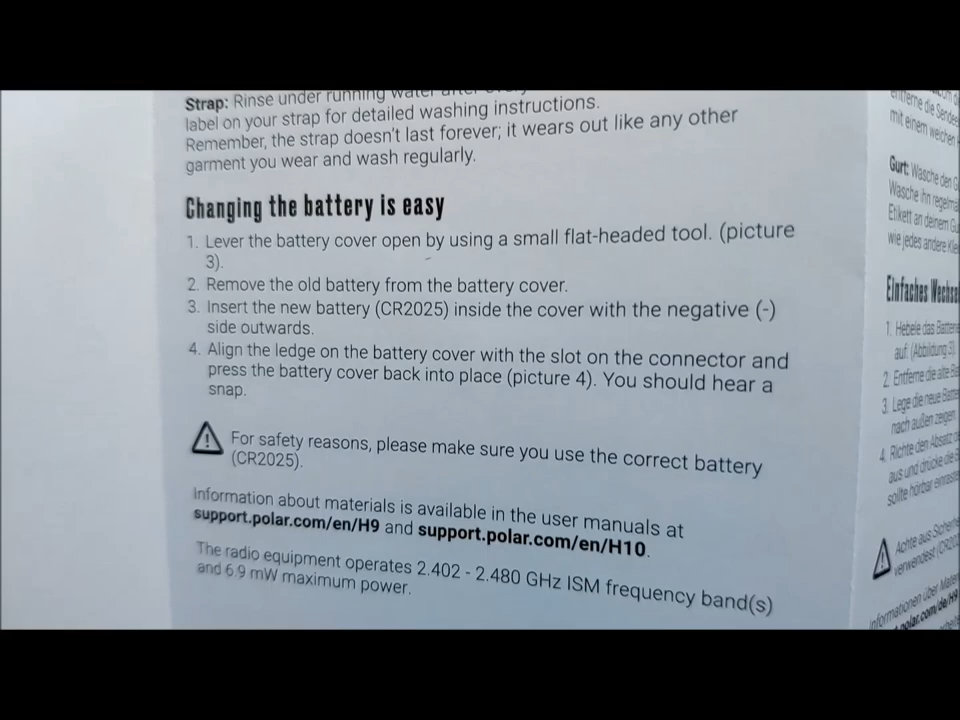 Strap: Rinse under running water after
label on your strap for detailed washing instructions.
Remember, the strap doesn't last forever; it wears out like any other
garment you wear and wash regularly.
Changing the battery is easy
1. Lever the battery cover open by using a small flat-headed tool. (picture
3).
2. Remove the old battery from the battery cover.
3. Insert the new battery (CR2025) inside the cover with the negative (-)
side outwards.
4. Align the ledge on the battery cover with the slot on the connector and
press the battery cover back into place (picture 4). You should hear a
snap.
For safety reasons, please make sure you use the correct battery
(CR2025).
Information about materials is available in the user manuals at
support.polar.com/en/H9 and support.polar.com/en/H10.
The radio equipment operates 2.402 - 2.480 GHz ISM frequency band(s)
and 6.9 mW maximum power.
entferne die
mit einem weichen
Gurt: Wasche den
Wasche ihn
Etikett an deinem
wie jedes andere
Einfaches
1. Hebele das
auf. (Abbildung 3).
2. Entferne die alte
3. Lege die neue
nach außen zeigen.
4. Richte den Absatz
aus und drücke die
sollte hörbar
Achte aus
verwendest
Informationen über